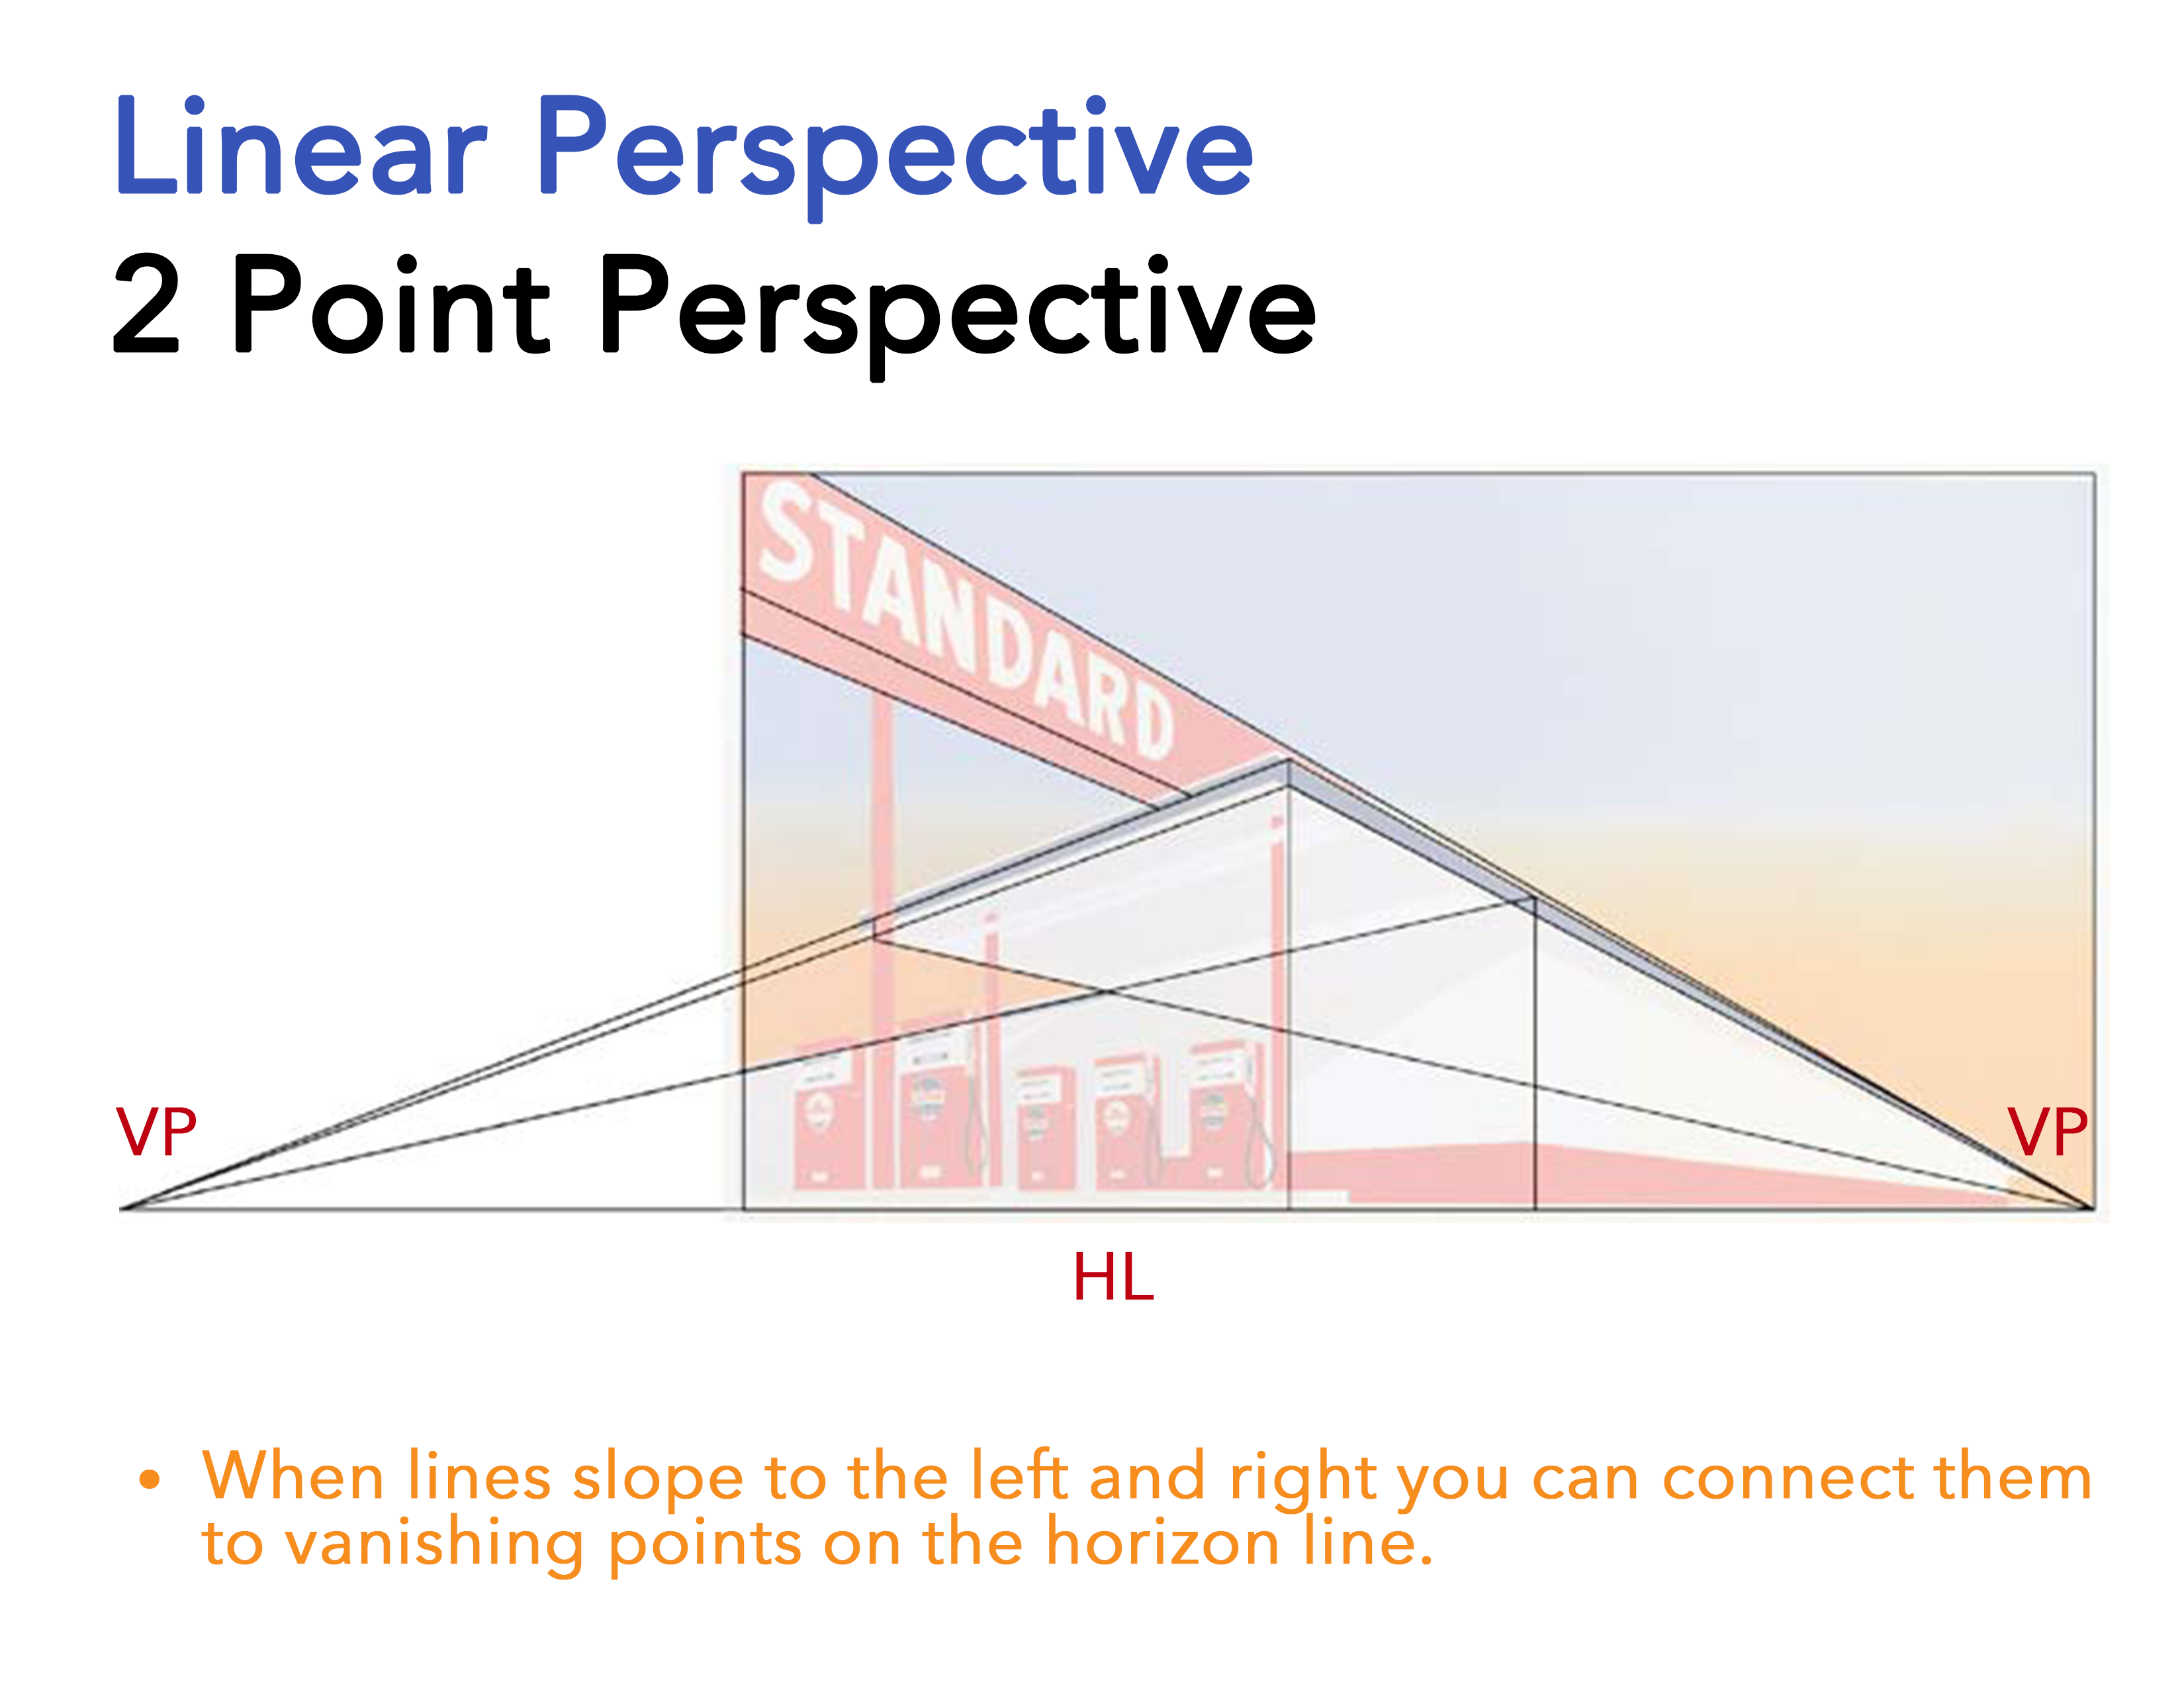 Linear Perspective
2 Point Perspective
STANDARD
VP
VP
HL
• When lines slope to the left and right you can connect them
to vanishing points on the horizon line.